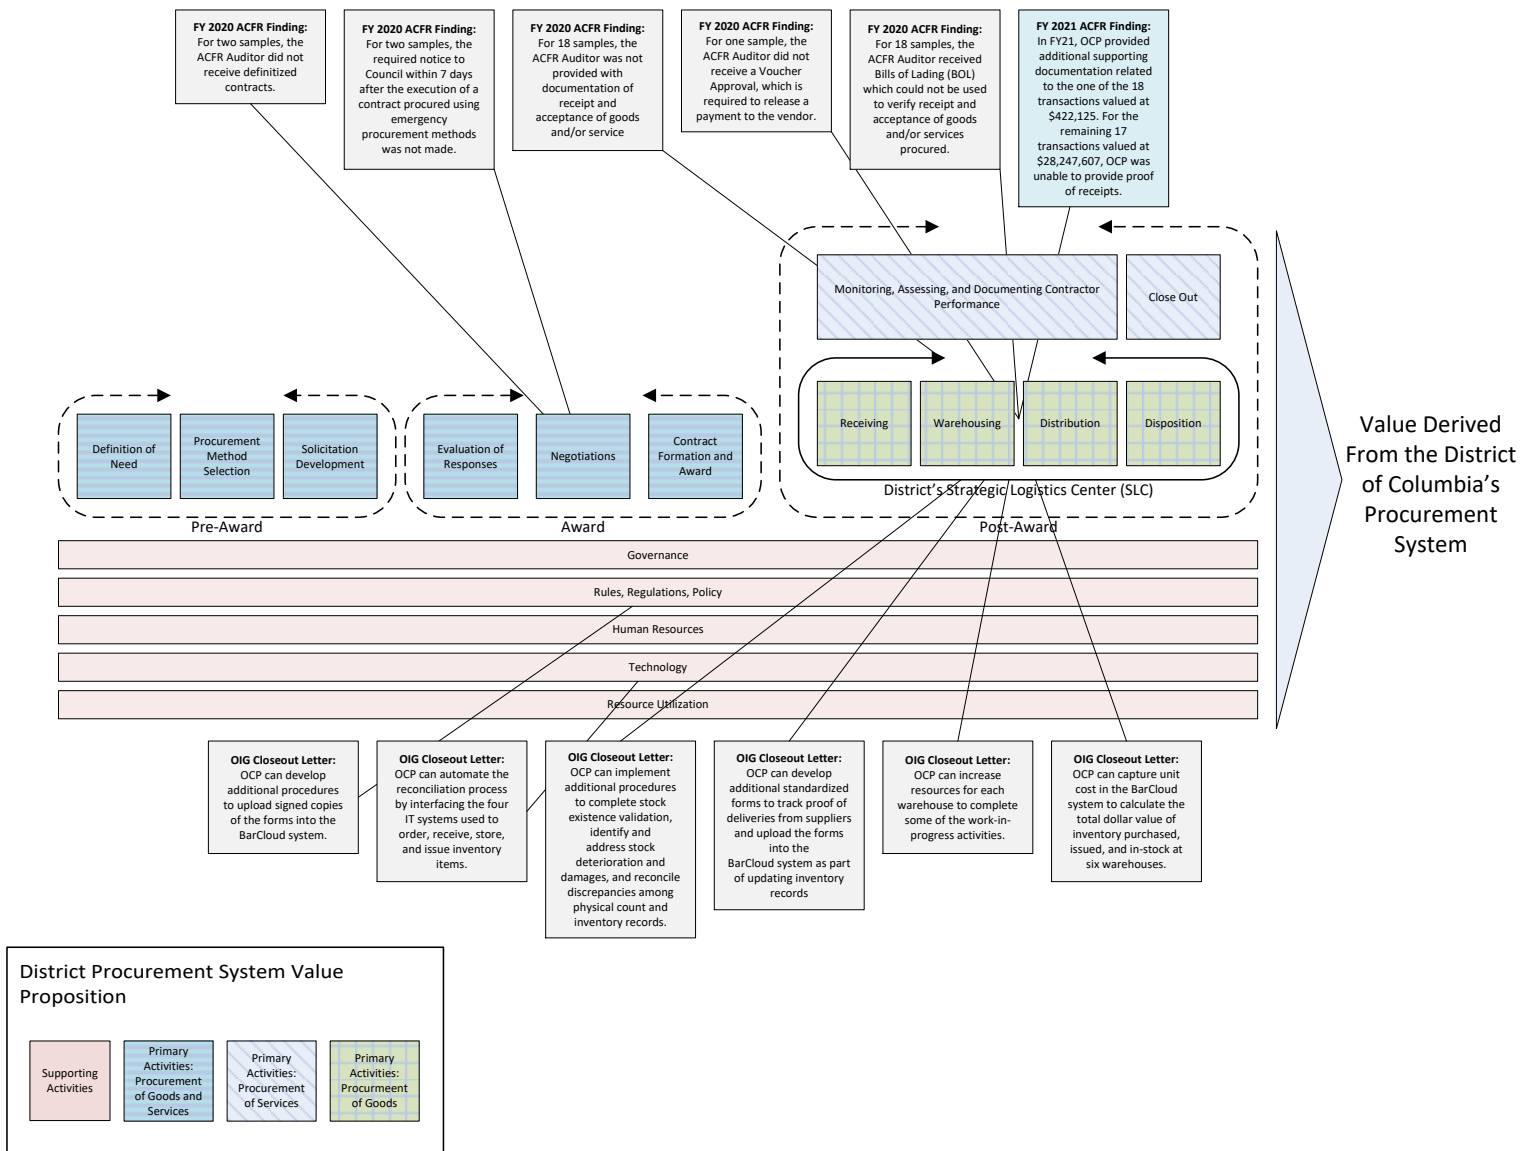 FY 2020 ACFR Finding:
For two samples, the
ACFR Auditor did not
receive definitized
contracts.
FY 2020 ACFR Finding:
For two samples, the
required notice to
Council within 7 days
after the execution of a
contract procured using
emergency
procurement methods
was not made.
FY 2020 ACFR Finding:
For 18 samples, the
ACFR Auditor was not
provided with
documentation of
receipt and
acceptance of goods
and/or service
FY 2020 ACFR Finding:
For one sample, the
ACFR Auditor did not
receive a Voucher
Approval, which is
required to release a
payment to the vendor.
FY 2020 ACFR Finding:
For 18 samples, the
ACFR Auditor received
Bills of Lading (BOL)
which could not be used
to verify receipt and
acceptance of goods
and/or services
procured.
FY 2021 ACFR Finding:
In FY21, OCP provided
additional supporting
documentation related
to the one of the 18
transactions valued at
$422,125. For the
remaining 17
transactions valued at
$28,247,607, OCP was
unable to provide proof
of receipts.
Monitoring, Assessing, and Documenting Contractor
Performance
Close Out
Receiving
Warehousing
Distribution
Disposition
District's Strategic Logistics Center (SLC)
Post-Award
Definition of
Need
Procurement
Method
Selection
Solicitation
Development
Pre-Award
Evaluation of
Responses
Negotiations
Contract
Formation and
Award
Award
Value Derived
From the District
of Columbia's
Procurement
System
Governance
Rules, Regulations, Policy
Human Resources
Technology
Resource Utilization
OIG Closeout Letter:
OCP can develop
additional procedures
to upload signed copies
of the forms into the
BarCloud system.
OIG Closeout Letter:
OCP can automate the
reconciliation process
by interfacing the four
IT systems used to
order, receive, store,
and issue inventory
items.
OIG Closeout Letter:
OCP can implement
additional procedures
to complete stock
existence validation,
identify and
address stock
deterioration and
damages, and reconcile
discrepancies among
physical count and
inventory records.
OIG Closeout Letter:
OCP can develop
additional standardized
forms to track proof of
deliveries from suppliers
and upload the forms
into the
BarCloud system as part
of updating inventory
records
OIG Closeout Letter:
OCP can increase
resources for each
warehouse to complete
some of the work-in-
progress activities.
OIG Closeout Letter:
OCP can capture unit
cost in the BarCloud
system to calculate the
total dollar value of
inventory purchased,
issued, and in-stock at
six warehouses.
District Procurement System Value
Proposition
Supporting
Activities
Primary
Activities:
Procurement
of Goods and
Services
Primary
Activities:
Procurement
of Services
Primary
Activities:
Procurmeent
of Goods